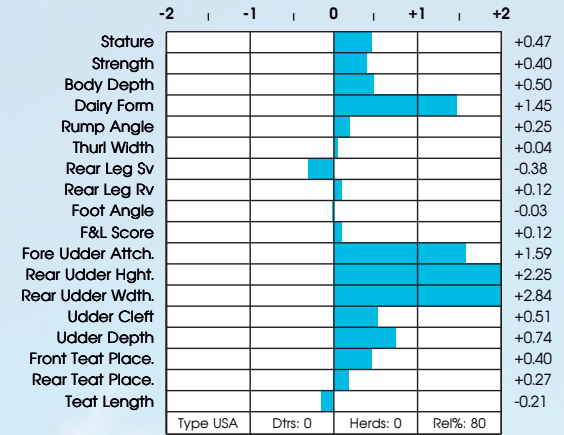 -2 -1 0 +1 +2
Stature +0.47
Strength +0.40
Body Depth +0.50
Dairy Form +1.45
Rump Angle +0.25
Thurl Width +0.04
Rear Leg Sv -0.38
Rear Leg Rv +0.12
Foot Angle -0.03
F&L Score +0.12
Fore Udder Attch. +1.59
Rear Udder Hght. +2.25
Rear Udder Wdth. +2.84
Udder Cleft +0.51
Udder Depth +0.74
Front Teat Place. +0.40
Rear Teat Place. +0.27
Teat Length -0.21
Type USA Dtrs: 0 Herds: 0 Rel%: 80